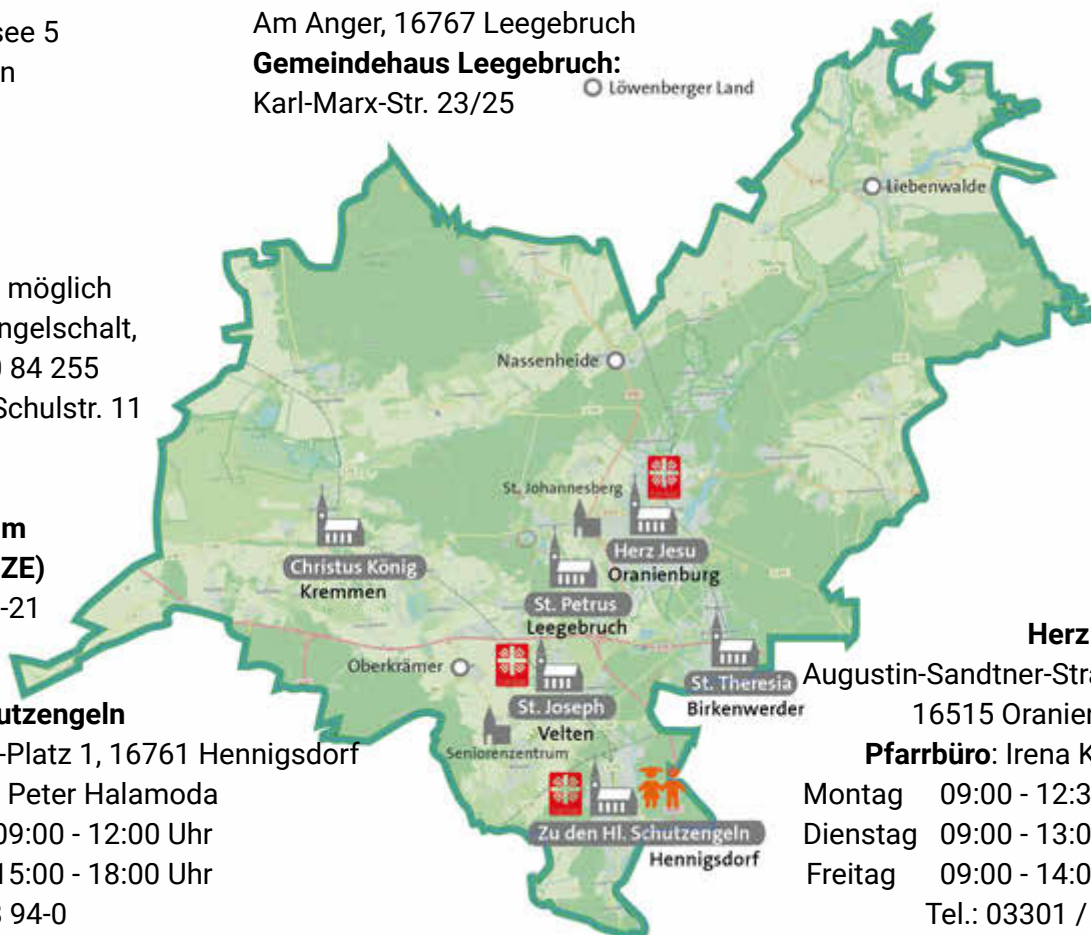 see 5
n
Am Anger, 16767 Leegebruch
Gemeindehaus Leegebruch:
Karl-Marx-Str. 23/25
möglich
ngelschalt,
84 255
Schulstr. 11
m
ZE)
-21
utzengeln
-Platz 1, 16761 Hennigsdorf
Peter Halamoda
09:00 - 12:00 Uhr
15:00 - 18:00 Uhr
94-0
Löwenberger Land
Liebenwalde
Nassenheide
St. Johannesberg
Herz Jesu
Oranienburg
Christus König
Kremmen
St. Petrus
Leegebruch
Oberkrämer
St. Joseph
Velten
St. Theresia
Birkenwerder
Seniorenzentrum
Zu den Hl. Schutzengeln
Hennigsdorf
Herz
Augustin-Sandtner-Stra
16515 Oranien
Pfarrbüro: Irena K
Montag 09:00 - 12:3
Dienstag 09:00 - 13:0
Freitag 09:00 - 14:0
Tel.: 03301 /